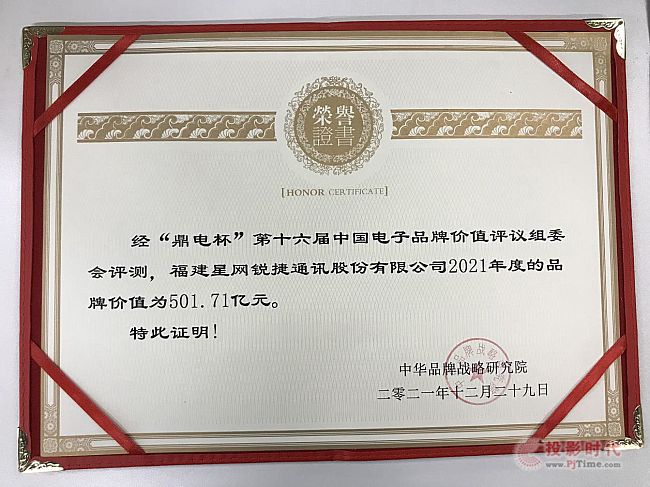 榮譽
證書
[HONOR CERTIFICATE]
经“鼎电杯”第十六届中国电子品牌价值评议组委
会评测，福建星网锐捷通讯股份有限公司2021年度的品
牌价值为501.71亿元。
特此证明！
中华品牌战略研究院
二零二一年十二月二十九日
投影时代
www.PjTime.com